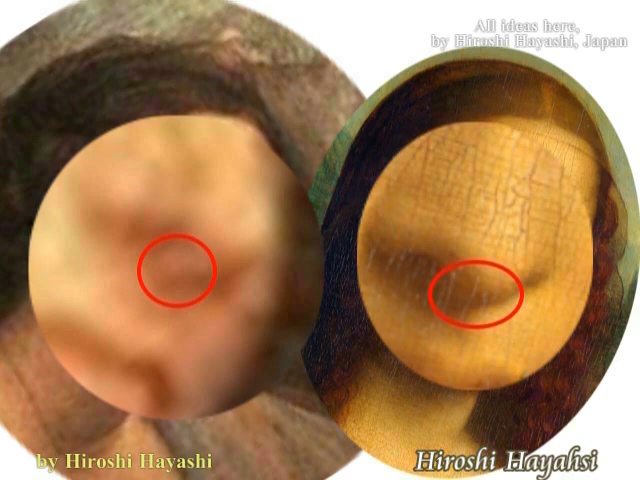 All ideas here,
by Hiroshi Hayashi, Japan
by Hiroshi Hayashi
Hiroshi Hayahsi